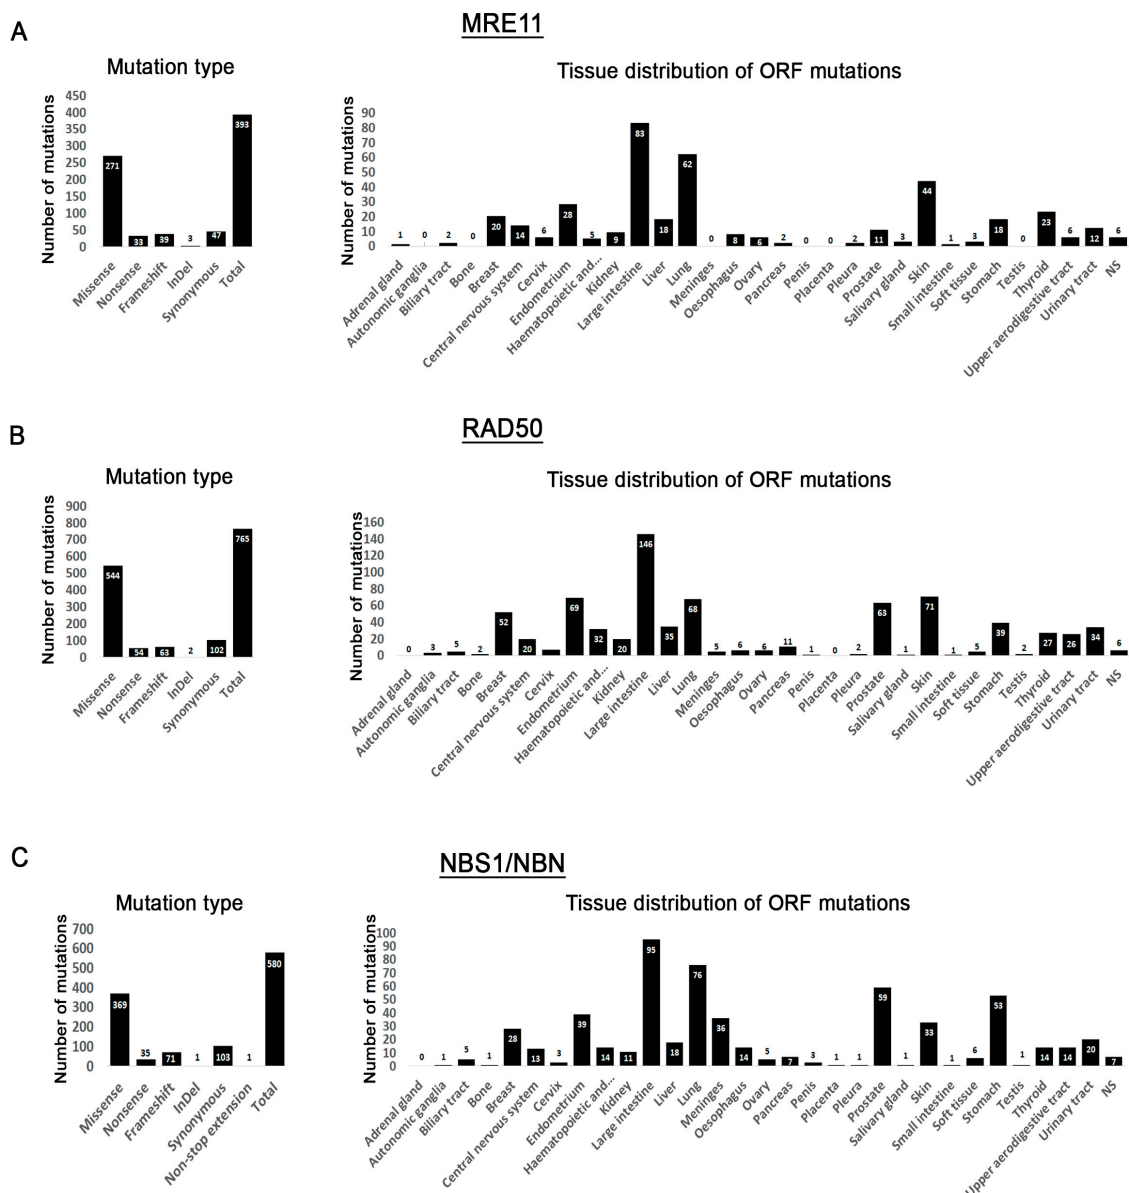 A
MRE11
Mutation type
Tissue distribution of ORF mutations
Number of mutations
450
400
350
300
250
200
150
100
50
0
271
33
39
3
47
393
Missense
Nonsense
Frameshift
InDel
Synonymous
Total
Number of mutations
90
80
70
60
50
40
30
20
10
0
1
0
2
0
20
14
6
28
5
9
83
18
62
0
8
6
2
0
0
2
11
3
44
1
3
18
0
23
6
12
6
Adrenal gland
Autonomic ganglia
Biliary tract
Bone
Breast
Central nervous system
Cervix
Endometrium
Haematopoietic and...
Kidney
Large intestine
Liver
Lung
Meninges
Oesophagus
Ovary
Pancreas
Penis
Placenta
Pleura
Prostate
Salivary gland
Skin
Small intestine
Soft tissue
Stomach
Testis
Thyroid
Upper aerodigestive tract
Urinary tract
NS
B
RAD50
Mutation type
Tissue distribution of ORF mutations
Number of mutations
900
800
700
600
500
400
300
200
100
0
544
54
63
2
102
765
Missense
Nonsense
Frameshift
InDel
Synonymous
Total
Number of mutations
160
140
120
100
80
60
40
20
0
0
3
5
2
52
20
69
32
20
146
35
68
5
6
6
11
1
0
2
63
1
71
1
5
39
2
27
26
34
6
Adrenal gland
Autonomic ganglia
Biliary tract
Bone
Breast
Central nervous system
Cervix
Endometrium
Haematopoietic and...
Kidney
Large intestine
Liver
Lung
Meninges
Oesophagus
Ovary
Pancreas
Penis
Placenta
Pleura
Prostate
Salivary gland
Skin
Small intestine
Soft tissue
Stomach
Testis
Thyroid
Upper aerodigestive tract
Urinary tract
NS
C
NBS1/NBN
Mutation type
Tissue distribution of ORF mutations
Number of mutations
700
600
500
400
300
200
100
0
369
35
71
1
103
1
580
Missense
Nonsense
Frameshift
InDel
Synonymous
Non-stop extension
Total
Number of mutations
100
90
80
70
60
50
40
30
20
10
0
0
1
5
1
28
13
3
39
14
11
95
18
76
36
14
5
7
3
1
1
59
1
33
1
6
53
1
14
14
20
7
Adrenal gland
Autonomic ganglia
Biliary tract
Bone
Breast
Central nervous system
Cervix
Endometrium
Haematopoietic and...
Kidney
Large intestine
Liver
Lung
Meninges
Oesophagus
Ovary
Pancreas
Penis
Placenta
Pleura
Prostate
Salivary gland
Skin
Small intestine
Soft tissue
Stomach
Testis
Thyroid
Upper aerodigestive tract
Urinary tract
NS